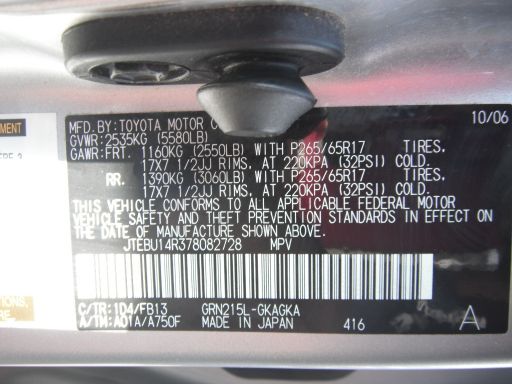 MENT
MFD.BY: TOYOTA MOTOR C 10/06
GVWR: 2535KG (5580LB)
GAWR: FRT. 1160KG (2550LB) WITH P265/65R17 TIRES,
17X7 1/2JJ RIMS, AT 220KPA (32PSI) COLD.
RR. 1390KG (3060LB) WITH P265/65R17 TIRES,
17X7 1/2JJ RIMS, AT 220KPA (32PSI) COLD.
THIS VEHICLE CONFORMS TO ALL APPLICABLE FEDERAL MOTOR
VEHICLE SAFETY AND THEFT PREVENTION STANDARDS IN EFFECT ON
THE DATE OF MANUFACTURE SHOWN ABOVE.
JTEBU14R378082728 MPV
C/TR: 1D4/FB13 GRN215L-GKAGKA
A/TM: A01A/A750F MADE IN JAPAN 416 A